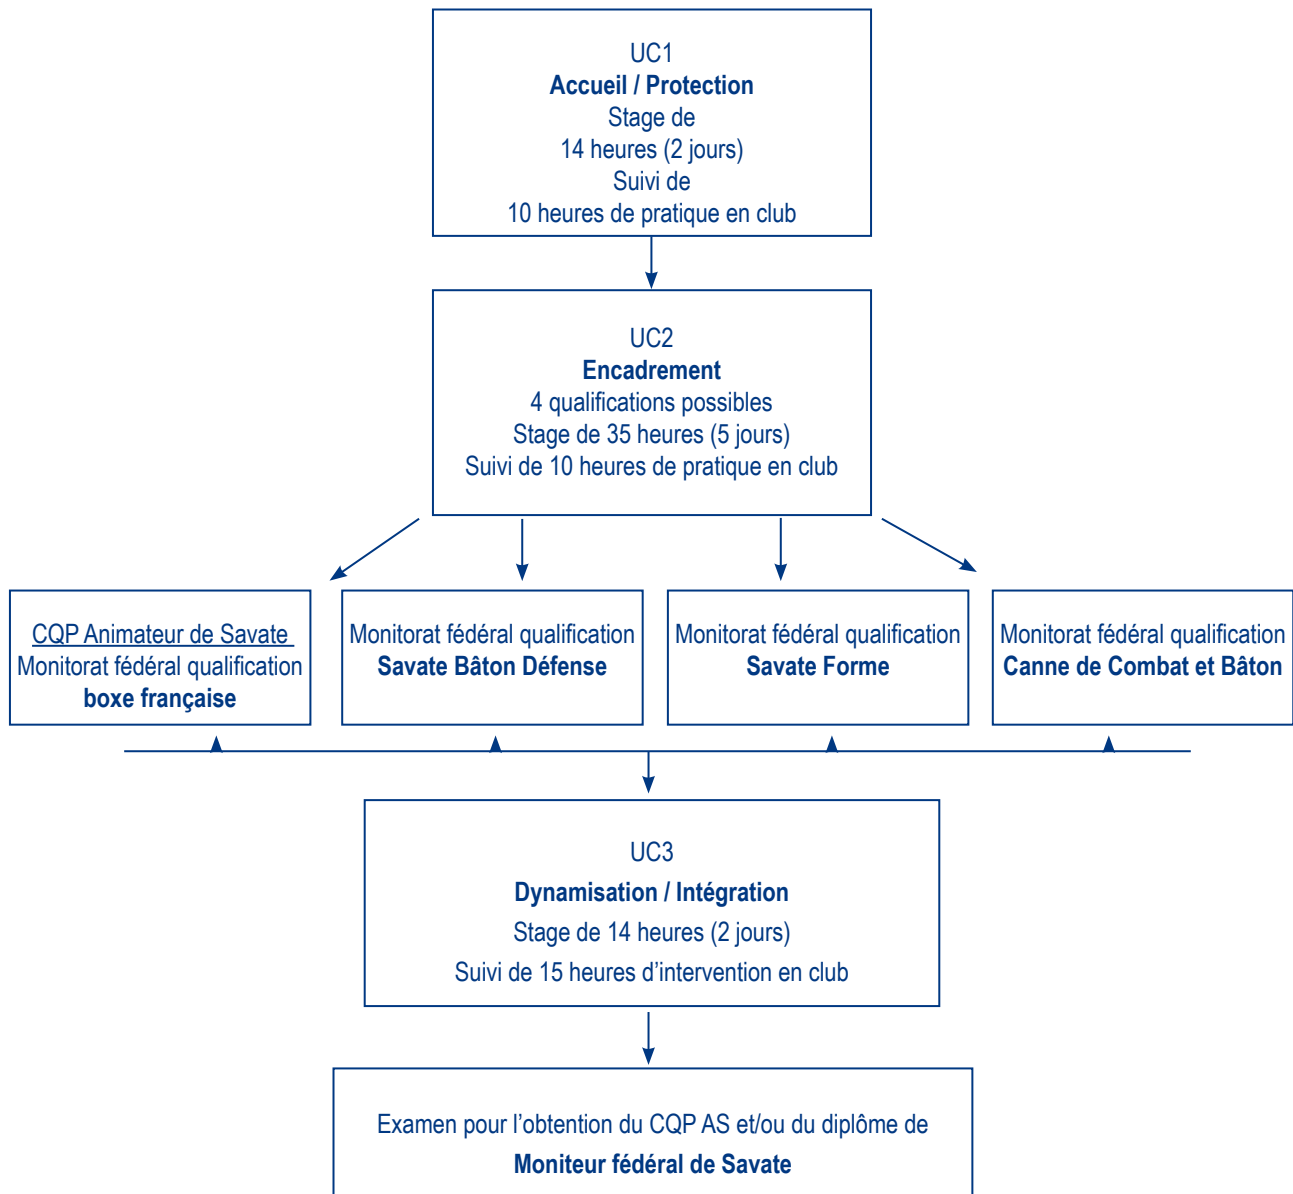 UC1
Accueil / Protection
Stage de
14 heures (2 jours)
Suivi de
10 heures de pratique en club
UC2
Encadrement
4 qualifications possibles
Stage de 35 heures (5 jours)
Suivi de 10 heures de pratique en club
CQP Animateur de Savate
Monitorat fédéral qualification
boxe française
Monitorat fédéral qualification
Savate Bâton Défense
Monitorat fédéral qualification
Savate Forme
Monitorat fédéral qualification
Canne de Combat et Bâton
UC3
Dynamisation / Intégration
Stage de 14 heures (2 jours)
Suivi de 15 heures d’intervention en club
Examen pour l’obtention du CQP AS et/ou du diplôme de
Moniteur fédéral de Savate